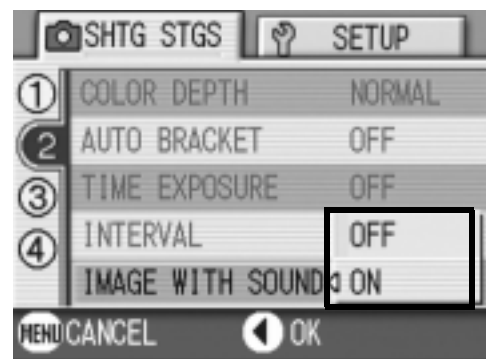 SHTG STGS SETUP
1 COLOR DEPTH NORMAL
2 AUTO BRACKET OFF
3 TIME EXPOSURE OFF
4 INTERVAL OFF
IMAGE WITH SOUND ON
MENU CANCEL OK